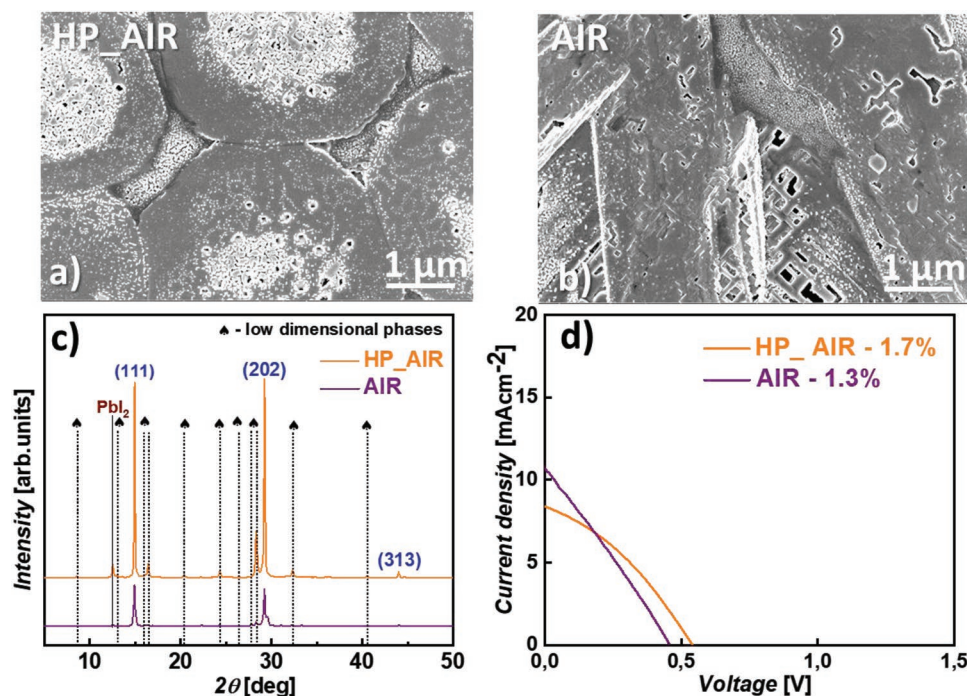 HP_AIR
a)
1 μm
AIR
b)
1 μm
c)
♠ - low dimensional phases
HP_AIR
AIR
(111)
(202)
PbI2
(313)
Intensity [arb.units]
10 20 30 40 50
2θ [deg]
d)
HP_ AIR - 1.7%
AIR - 1.3%
Current density [mAcm-2]
20
15
10
5
0
0,0 0,5 1,0 1,5
Voltage [V]